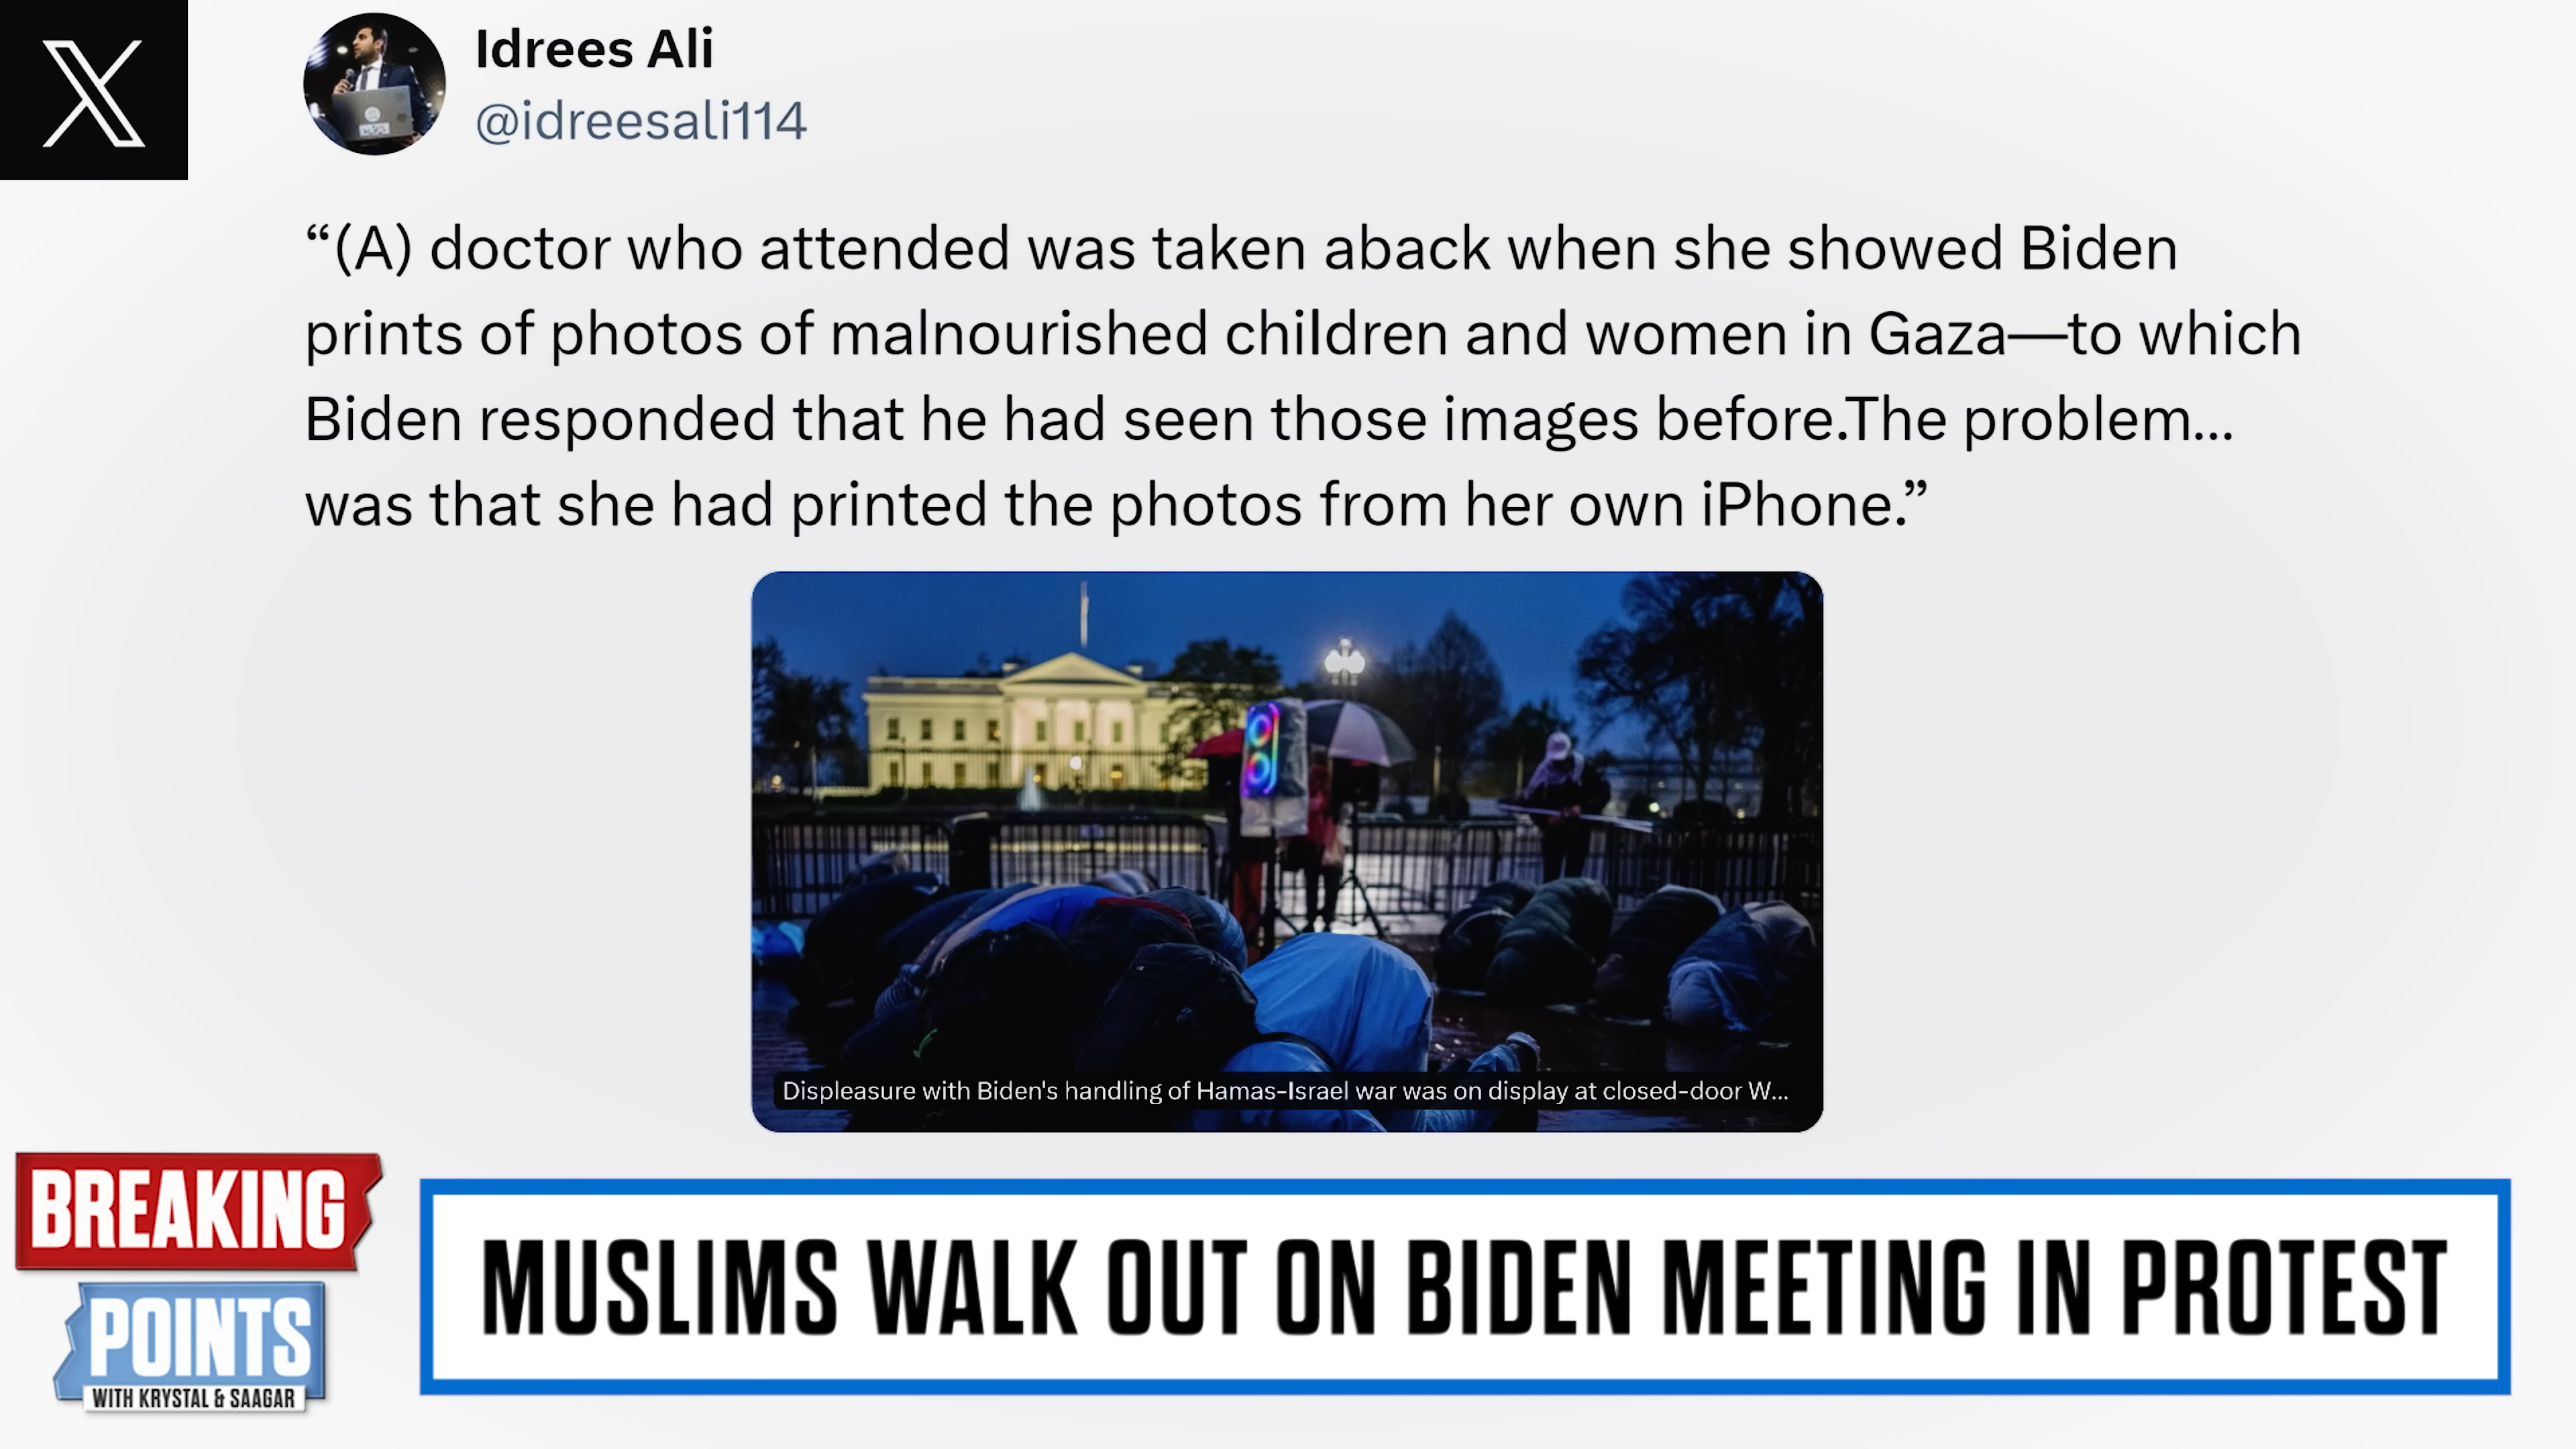 Idrees Ali
@idreesali114
“(A) doctor who attended was taken aback when she showed Biden
prints of photos of malnourished children and women in Gaza—to which
Biden responded that he had seen those images before.The problem...
was that she had printed the photos from her own iPhone.”
Displeasure with Biden's handling of Hamas-Israel war was on display at closed-door W...
BREAKING
POINTS
WITH KRYSTAL & SAAGAR
MUSLIMS WALK OUT ON BIDEN MEETING IN PROTEST